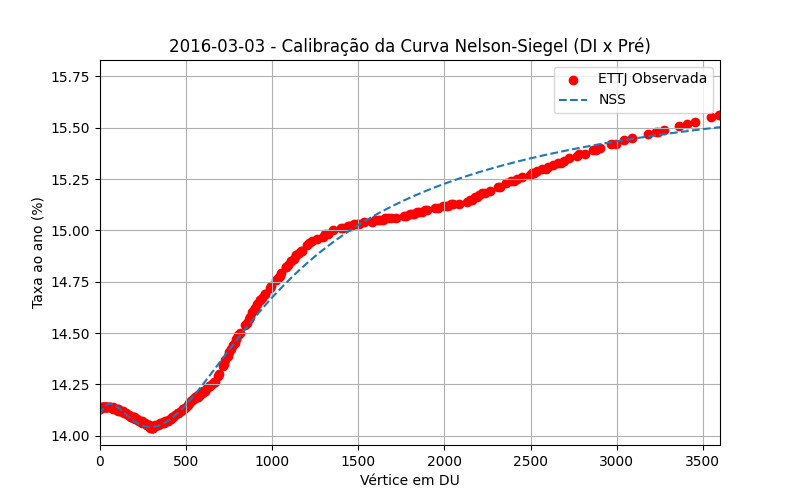 2016-03-03 - Calibração da Curva Nelson-Siegel (DI x Pré)
ETTJ Observada
NSS
Taxa ao ano (%)
15.75
15.50
15.25
15.00
14.75
14.50
14.25
14.00
0 500 1000 1500 2000 2500 3000 3500
Vértice em DU